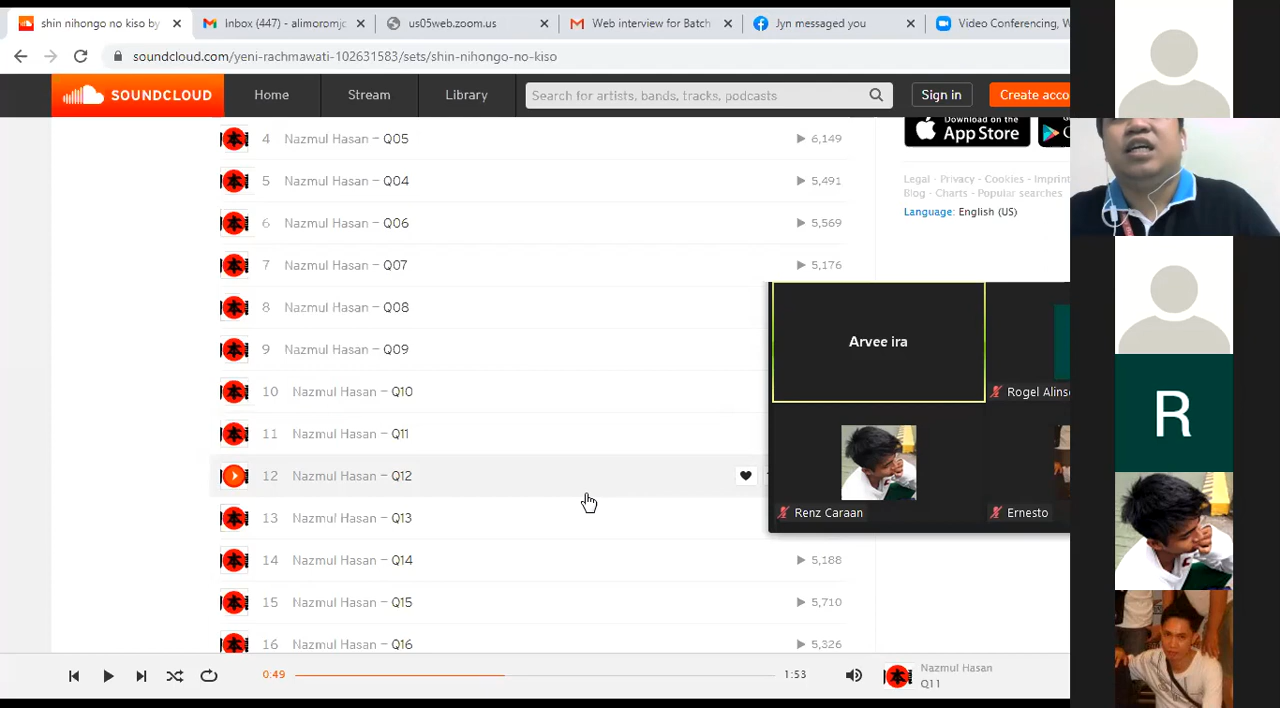 shin nihongo no kiso by
Inbox (447) - alimoromjc
us05web.zoom.us
Web interview for Batch
Jyn messaged you
Video Conferencing, W
soundcloud.com/yeni-rachmawati-102631583/sets/shin-nihongo-no-kiso
SOUNDCLOUD
Home
Stream
Library
Search for artists, bands, tracks, podcasts
Sign in
Create acco
Download on the
App Store
Legal - Privacy - Cookies - Imprint
Blog - Charts - Popular searches
Language: English (US)
4 Nazmul Hasan – Q05 6,149
5 Nazmul Hasan – Q04 5,491
6 Nazmul Hasan – Q06 5,569
7 Nazmul Hasan – Q07 5,176
8 Nazmul Hasan – Q08
9 Nazmul Hasan – Q09
10 Nazmul Hasan – Q10
11 Nazmul Hasan – Q11
12 Nazmul Hasan – Q12
13 Nazmul Hasan – Q13
14 Nazmul Hasan – Q14 5,188
15 Nazmul Hasan – Q15 5,710
16 Nazmul Hasan – Q16 5,326
Arvee ira
Rogel Alins
Renz Caraan
Ernesto
R
0:49
1:53
Nazmul Hasan
Q11